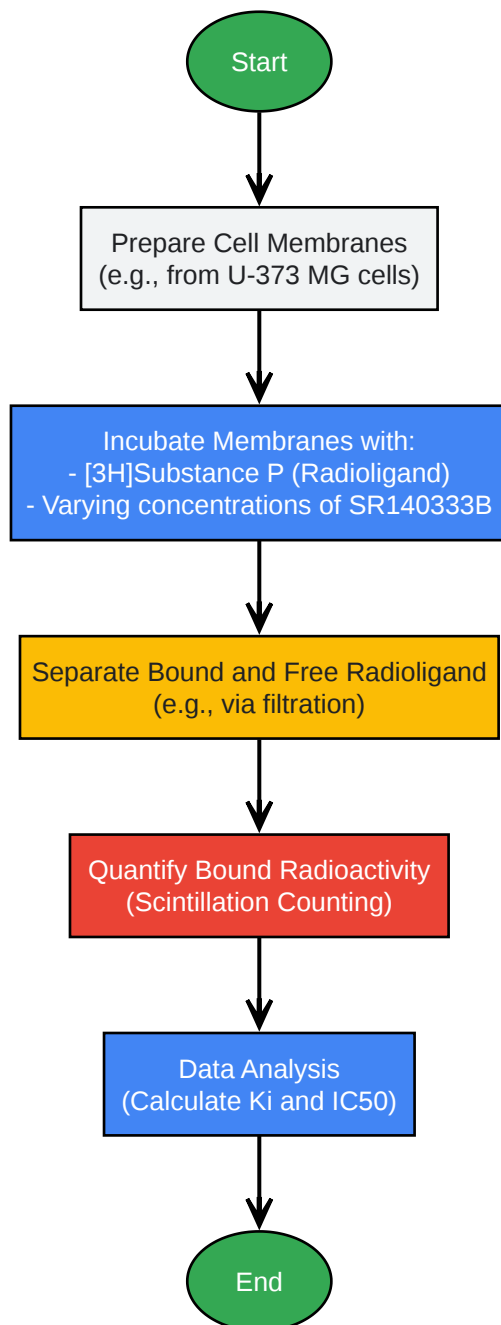 Start
Prepare Cell Membranes
(e.g., from U-373 MG cells)
Incubate Membranes with:
- [3H]Substance P (Radioligand)
- Varying concentrations of SR140333B
Separate Bound and Free Radioligand
(e.g., via filtration)
Quantify Bound Radioactivity
(Scintillation Counting)
Data Analysis
(Calculate Ki and IC50)
End